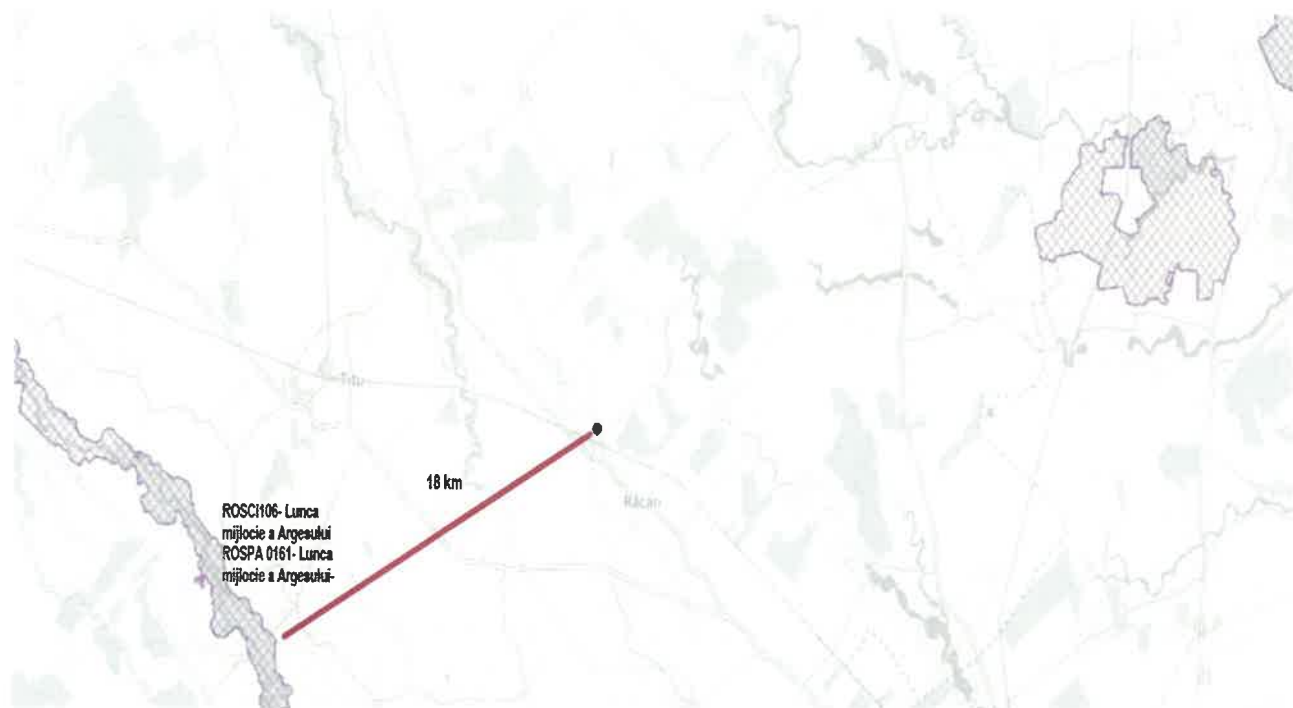 Titu
18 km
Răcari
ROSCI106- Lunca
mijlocie a Argesului
ROSPA 0161- Lunca
mijlocie a Argesului-